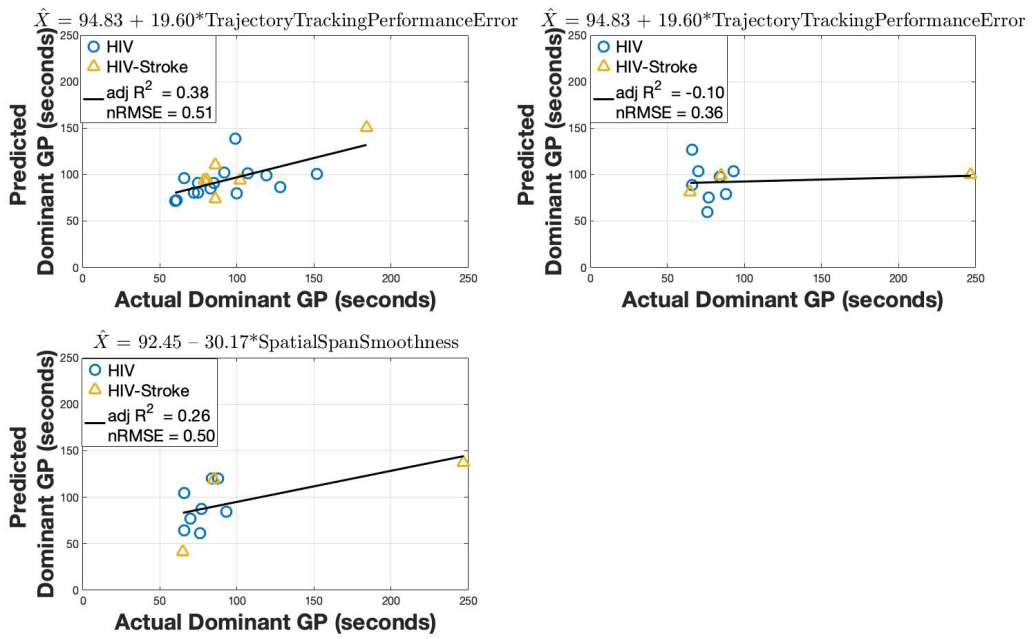 X̂ = 94.83 + 19.60*TrajectoryTrackingPerformanceError
250
200
150
100
50
0
HIV
HIV-Stroke
adj R² = 0.38
nRMSE = 0.51
Predicted
Dominant GP (seconds)
0 50 100 150 200 250
Actual Dominant GP (seconds)
X̂ = 94.83 + 19.60*TrajectoryTrackingPerformanceError
250
200
150
100
50
0
HIV
HIV-Stroke
adj R² = -0.10
nRMSE = 0.36
Predicted
Dominant GP (seconds)
0 50 100 150 200 250
Actual Dominant GP (seconds)
X̂ = 92.45 – 30.17*SpatialSpanSmoothness
250
200
150
100
50
0
HIV
HIV-Stroke
adj R² = 0.26
nRMSE = 0.50
Predicted
Dominant GP (seconds)
0 50 100 150 200 250
Actual Dominant GP (seconds)